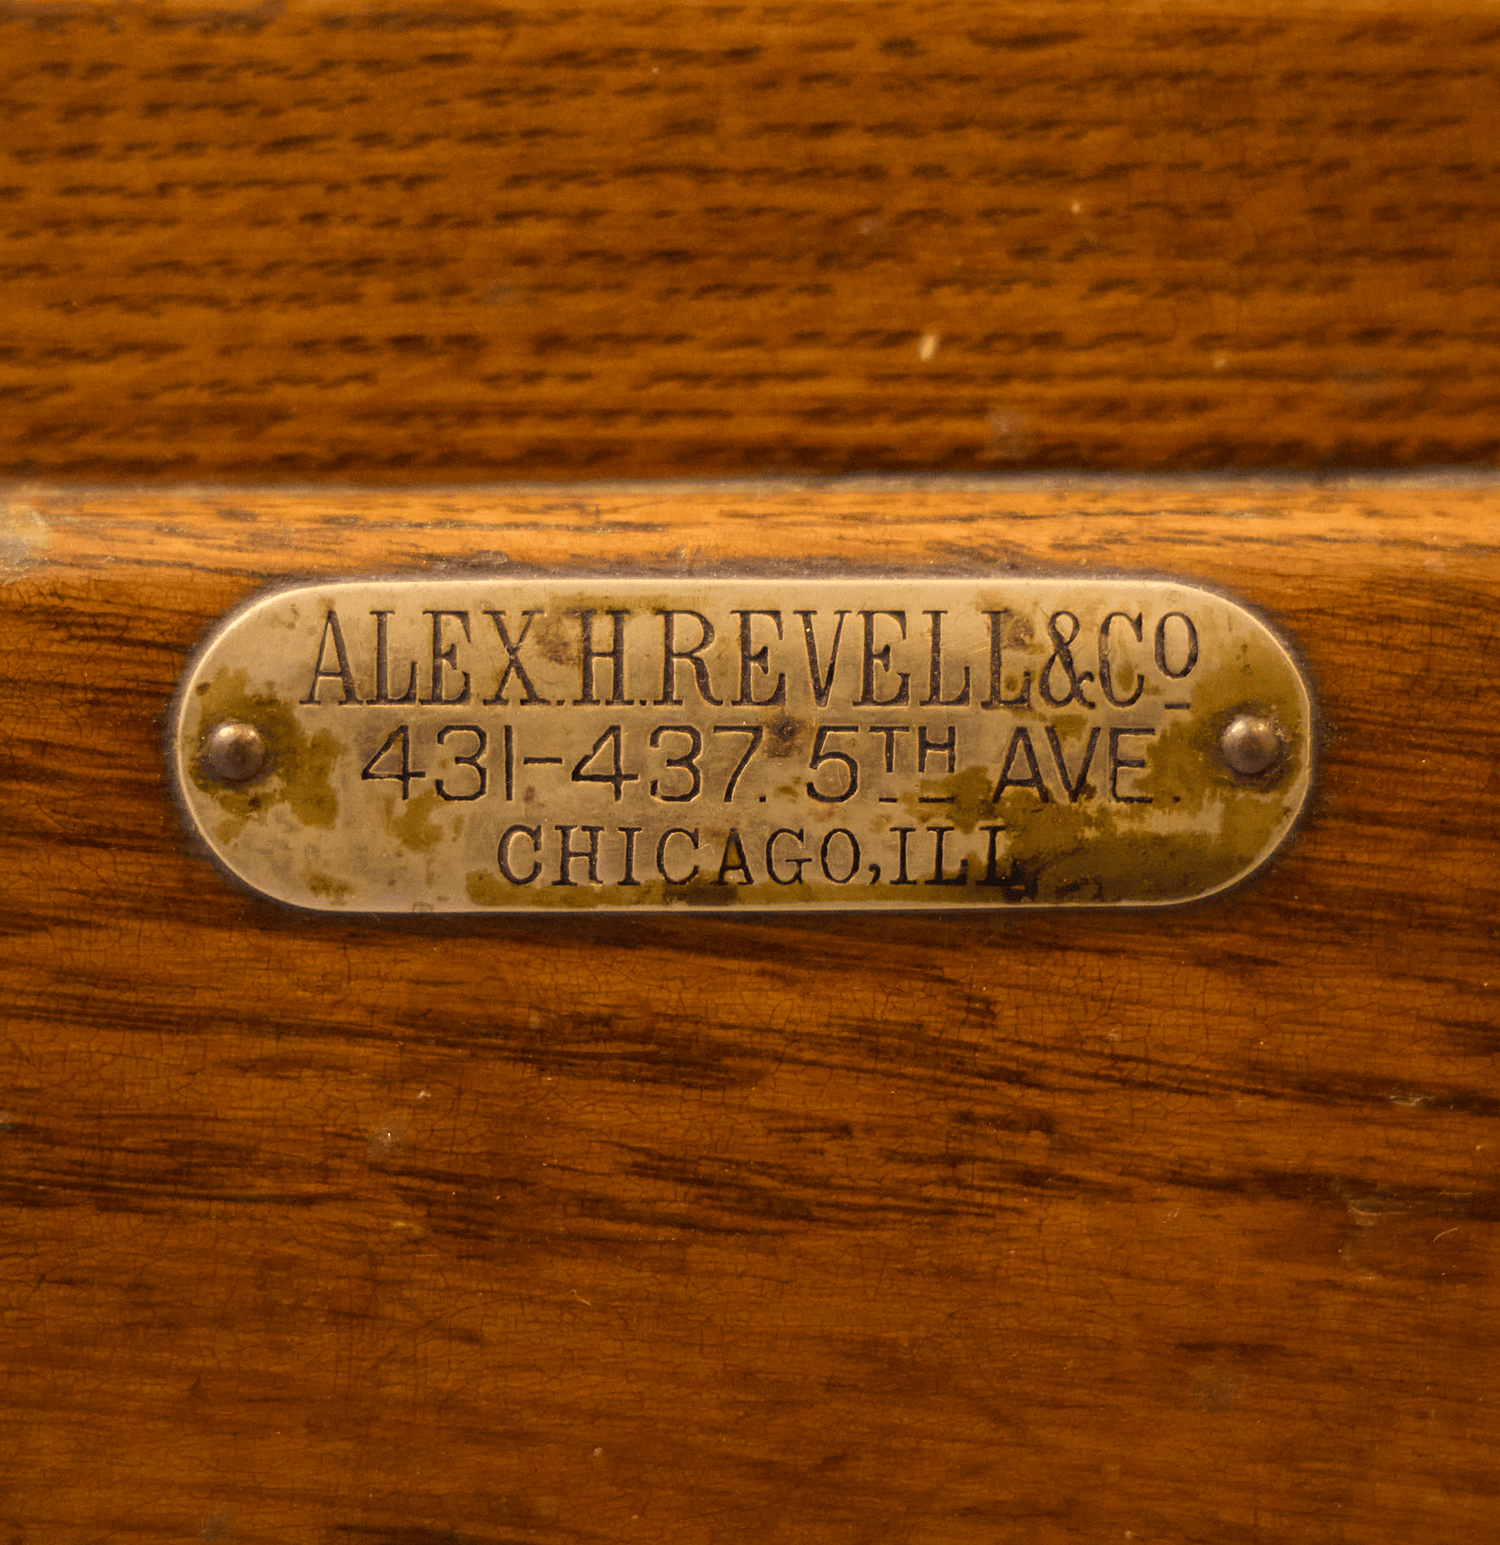 ALEX.H.REVELL&Cº
431-437. 5TH AVE.
CHICAGO, ILL